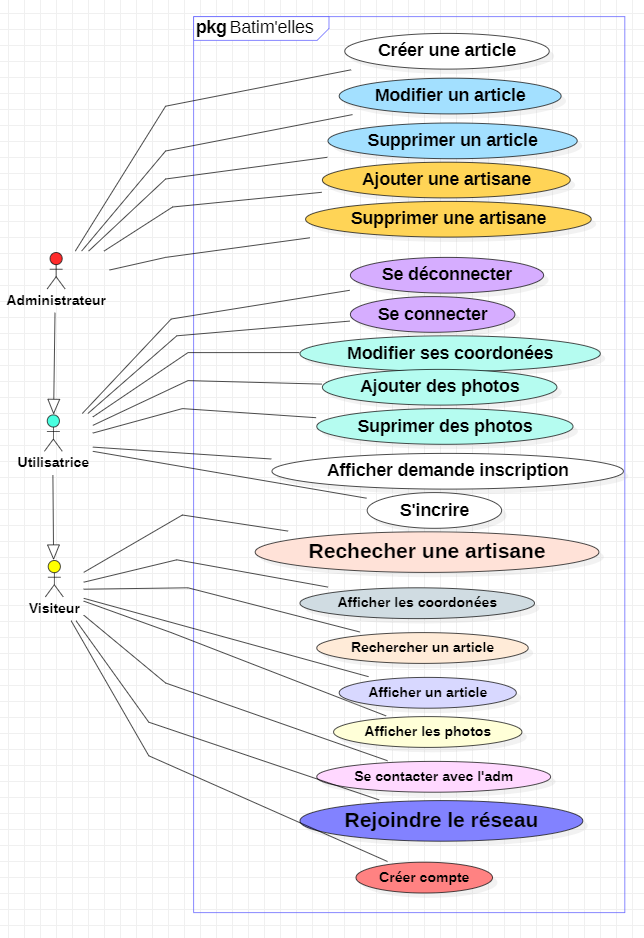 pkg Batim'elles
Créer une article
Modifier un article
Supprimer un article
Ajouter une artisane
Supprimer une artisane
Administrateur
Se déconnecter
Se connecter
Modifier ses coordonées
Ajouter des photos
Suprimer des photos
Utilisatrice
Afficher demande inscription
S'incrire
Rechecher une artisane
Visiteur
Afficher les coordonées
Rechercher un article
Afficher un article
Afficher les photos
Se contacter avec l'adm
Rejoindre le réseau
Créer compte